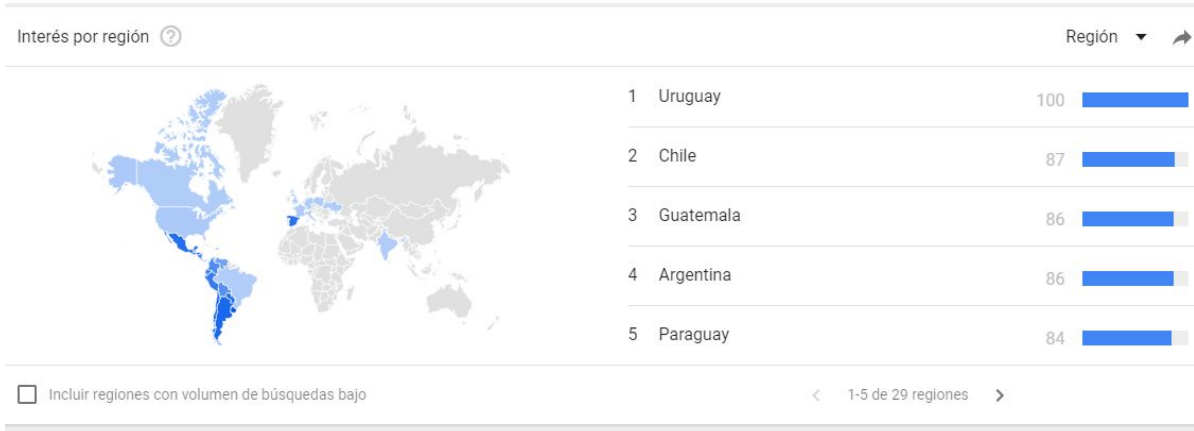 Interés por región
Región
1 Uruguay 100
2 Chile 87
3 Guatemala 86
4 Argentina 86
5 Paraguay 84
Incluir regiones con volumen de búsquedas bajo
1-5 de 29 regiones